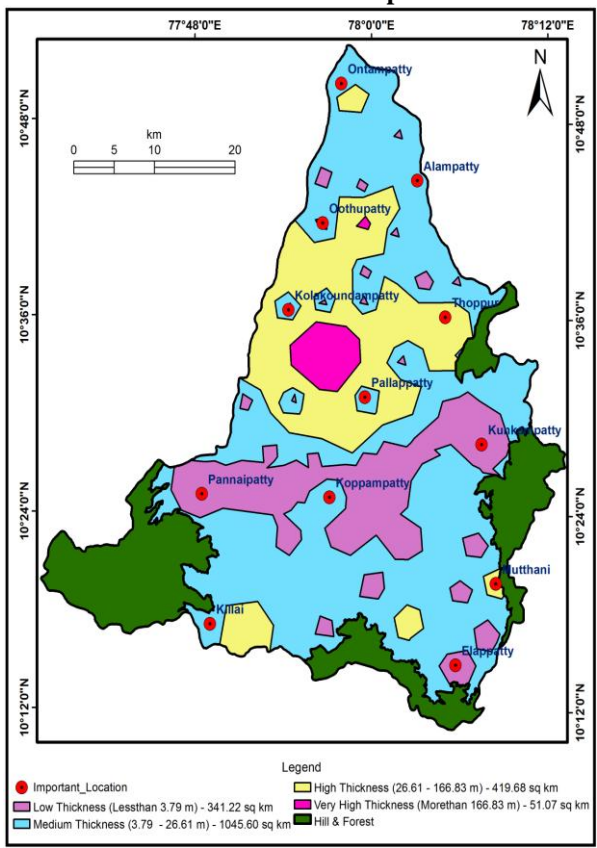 77°48'0"E 78°0'0"E 78°12'0"E
N
Ontampatty
10°48'0"N 10°48'0"N
km
0 5 10 20
Alampatty
Oothupatty
Kolakoundampatty
Thoppur
10°36'0"N 10°36'0"N
Pallappatty
Pannaipatty
Koppampatty
10°24'0"N 10°24'0"N
Mutthani
Killai
Elappatty
10°12'0"N 10°12'0"N
Legend
Important_Location
High Thickness (26.61 - 166.83 m) - 419.68 sq km
Low Thickness (Lessthan 3.79 m) - 341.22 sq km
Very High Thickness (Morethan 166.83 m) - 51.07 sq km
Medium Thickness (3.79 - 26.61 m) - 1045.60 sq km
Hill & Forest